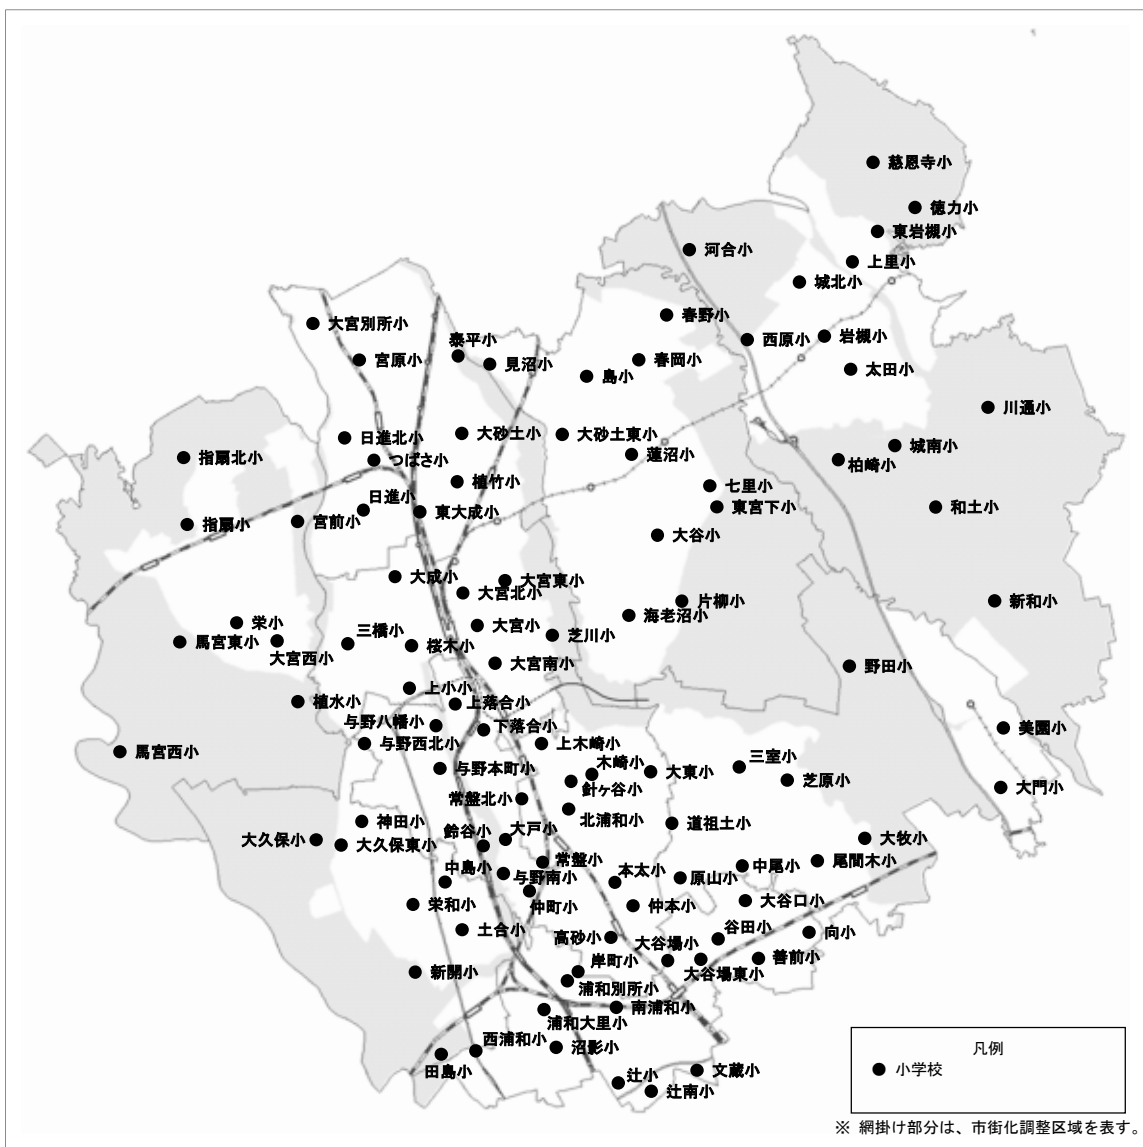 慈恩寺小
徳力小
東岩槻小
河合小
上里小
城北小
春野小
大宮別所小
西原小
岩槻小
泰平小
宮原小
見沼小
春岡小
島小
太田小
川通小
日進北小
大砂土小
大砂土東小
城南小
指扇北小
つばさ小
蓮沼小
柏崎小
植竹小
七里小
日進小
東大成小
東宮下小
和土小
指扇小
宮前小
大谷小
大成小
大宮東小
大宮北小
片柳小
新和小
海老沼小
栄小
三橋小
大宮小
芝川小
馬宮東小
大宮西小
桜木小
大宮南小
野田小
上小小
植水小
上落合小
与野八幡小
下落合小
美園小
与野西北小
上木崎小
馬宮西小
木崎小
三室小
与野本町小
大東小
針ヶ谷小
芝原小
大門小
常盤北小
北浦和小
神田小
道祖土小
鈴谷小
大戸小
大久保小
大久保東小
大牧小
常盤小
尾間木小
中島小
与野南小
本太小
原山小
中尾小
栄和小
仲町小
仲本小
大谷口小
土合小
高砂小
大谷場小
谷田小
向小
岸町小
大谷場東小
善前小
新開小
浦和別所小
南浦和小
浦和大里小
西浦和小
沼影小
田島小
辻小
文蔵小
辻南小
凡例
小学校
※ 網掛け部分は、市街化調整区域を表す。